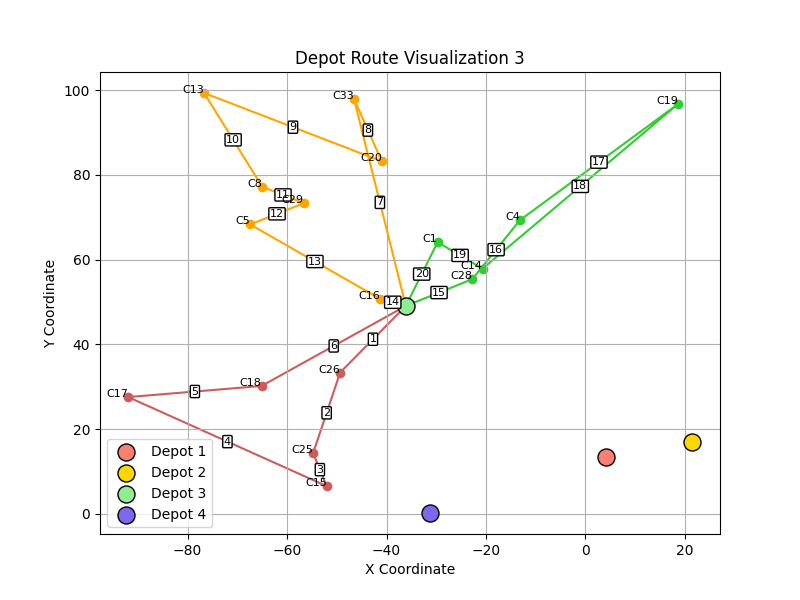 Depot Route Visualization 3
Y Coordinate
100
80
60
40
20
0
C13
C33
C19
C20
C8
C29
C5
C16
C1
C4
C14
C28
C26
C18
C17
C25
C15
9
8
10
7
11
12
13
14
17
18
16
19
20
15
1
6
5
2
4
3
Depot 1
Depot 2
Depot 3
Depot 4
−80
−60
−40
−20
0
20
X Coordinate